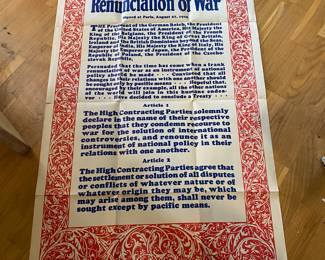 Renunciation of War
Signed at Paris, August 27, 1928
THE President of the German Reich, the President
of the United States of America, His Majesty the
King of the Belgians, the President of the French
Republic, His Majesty the King of Great Britain,
Ireland and the British Dominions Beyond the Seas,
Emperor of India, His Majesty the King of Italy,
His Majesty the Emperor of Japan, the President of
the Republic of Poland, the President of the Czecho-
slovak Republic,
Persuaded that the time has come when a frank
renunciation of war as an instrument of national
policy should be made . . . Convinced that all
changes in their relations with one another should
be sought only by pacific means . . . Hopeful that,
encouraged by their example, all the other nations
of the world will join in this humane endea-
vor . . . Have decided to conclude a Treaty . . .
Article 1
The High Contracting Parties solemnly
declare in the name of their respective
peoples that they condemn recourse to
war for the solution of international
controversies, and renounce it as an
instrument of national policy in their
relations with one another.
Article 2
The High Contracting Parties agree that
the settlement or solution of all disputes
or conflicts of whatever nature or of
whatever origin they may be, which
may arise among them, shall never be
sought except by pacific means.